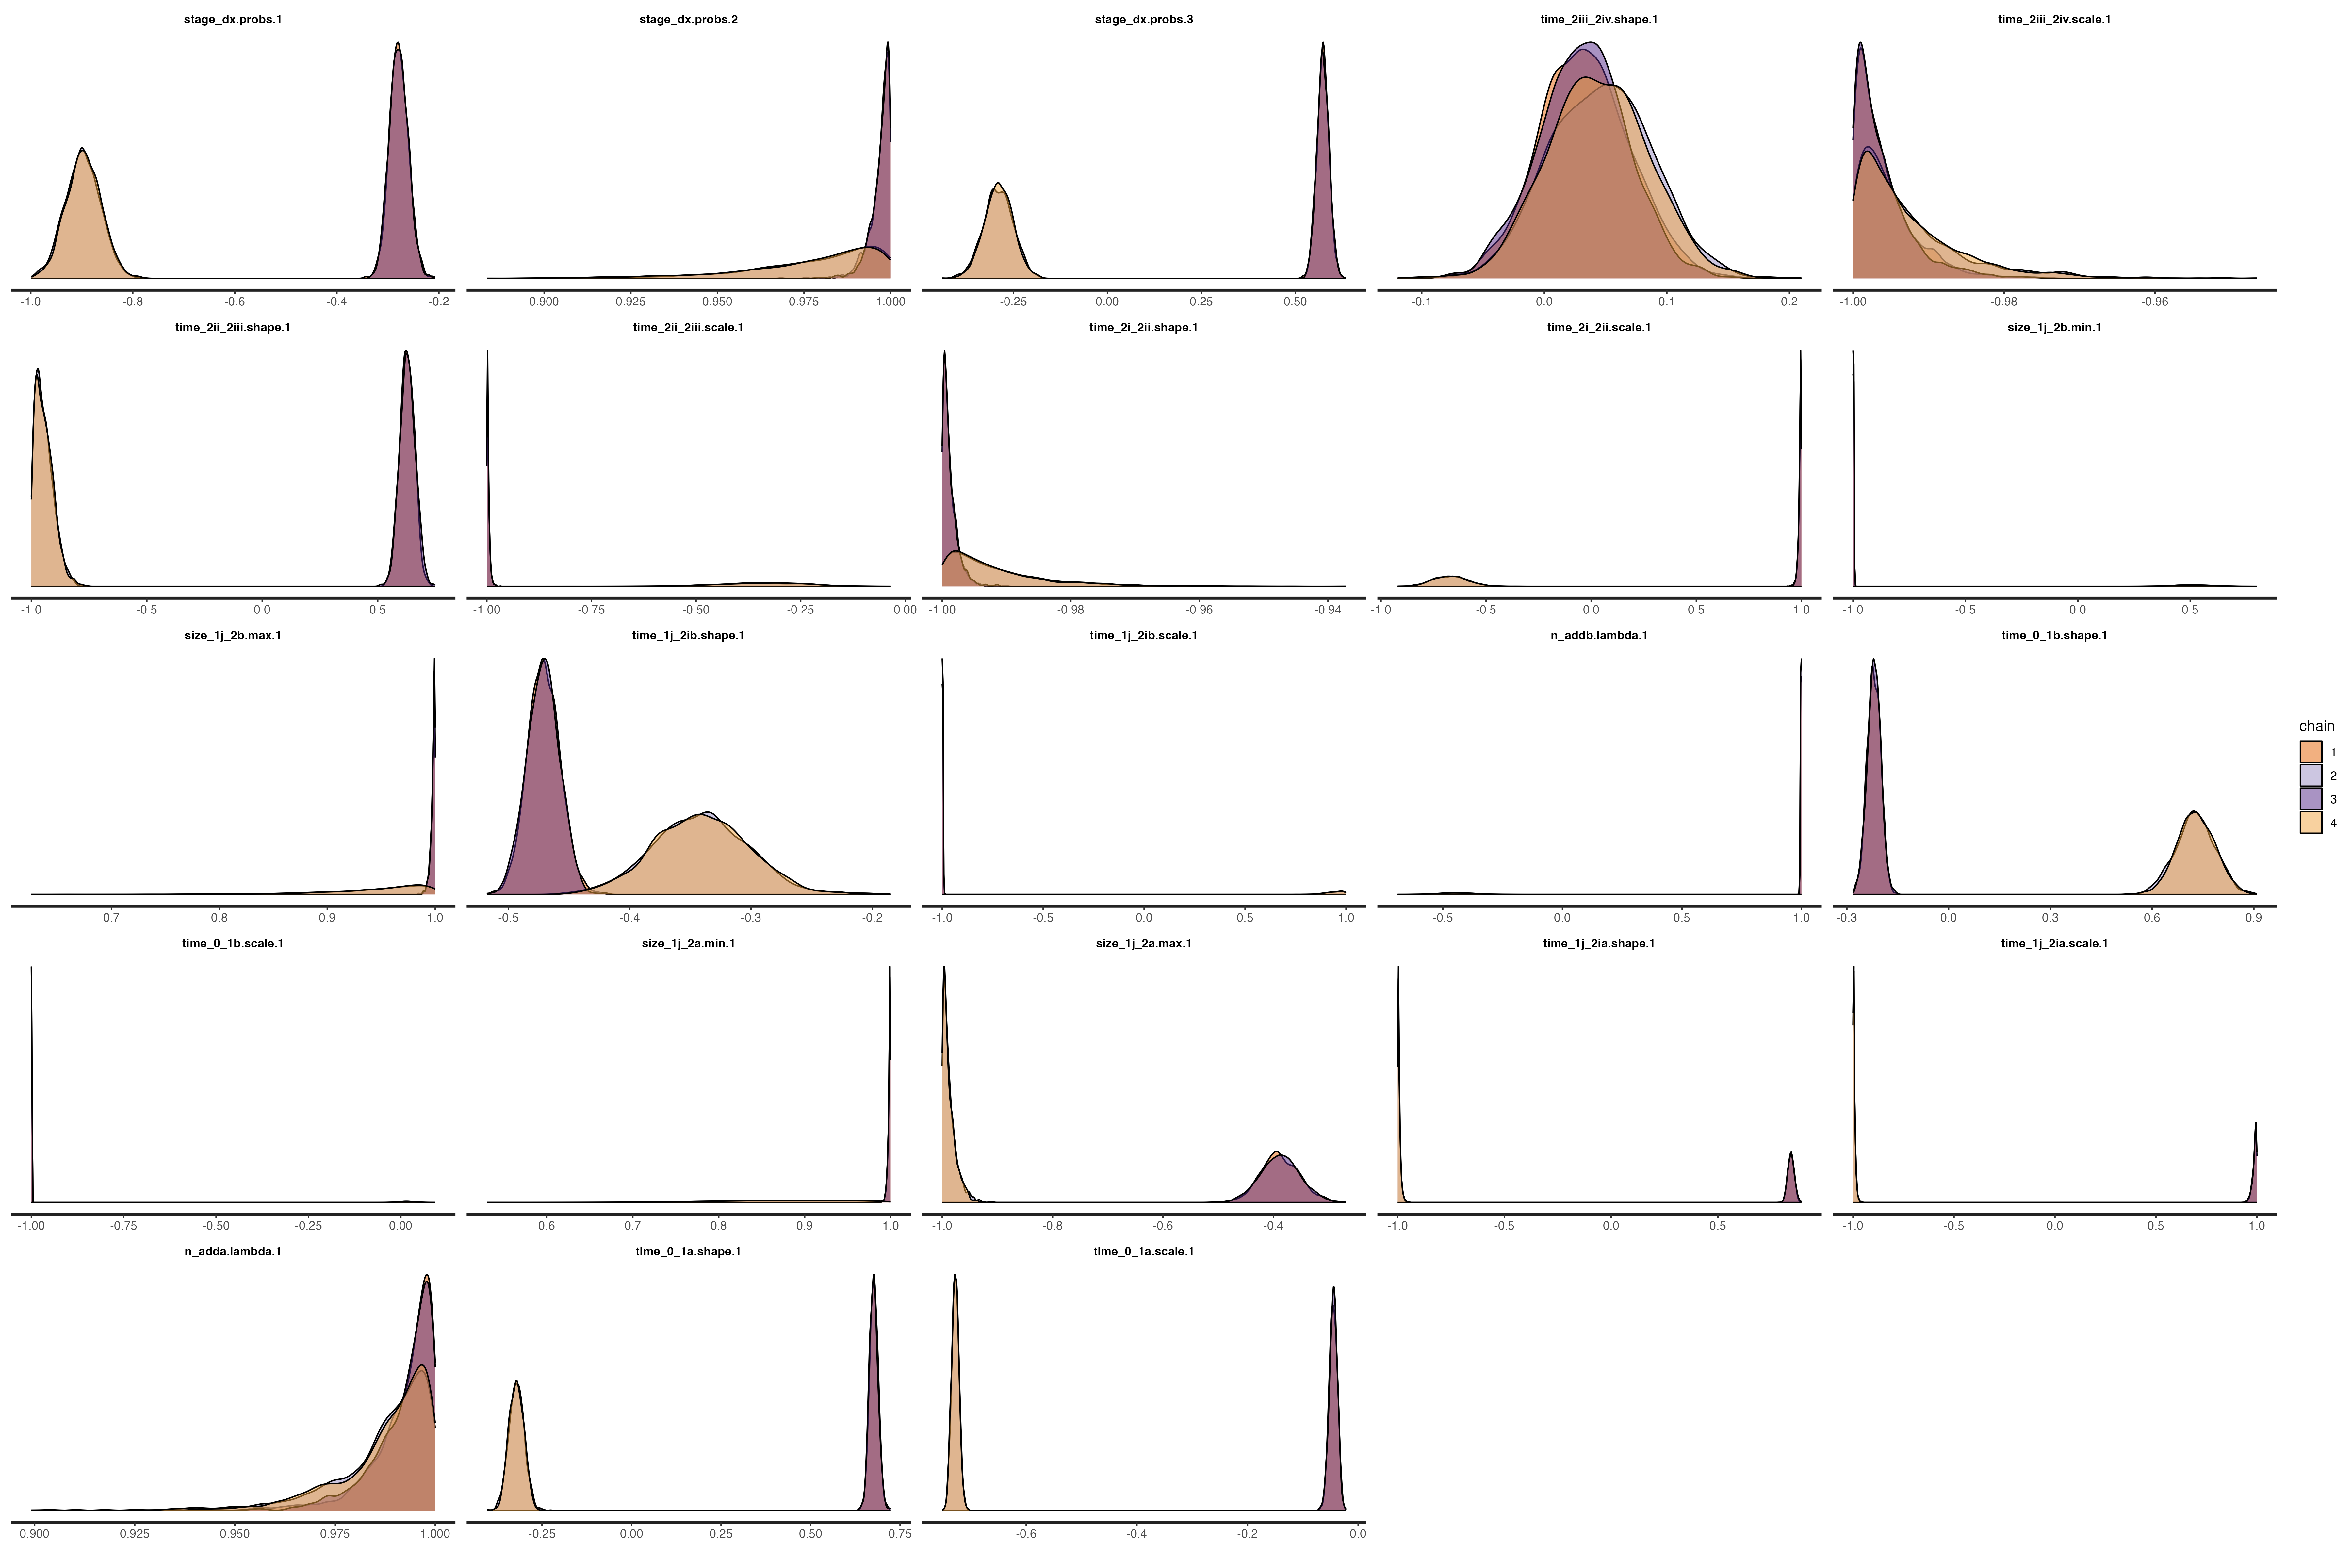 stage_dx.probs.1 stage_dx.probs.2 stage_dx.probs.3 time_2iii_2iv.shape.1 time_2iii_2iv.scale.1
-1.0 -0.8 -0.6 -0.4 -0.2 0.900 0.925 0.950 0.975 1.000 -0.25 0.00 0.25 0.50 -0.1 0.0 0.1 0.2 -1.00 -0.98 -0.96
time_2ii_2iii.shape.1 time_2ii_2iii.scale.1 time_2i_2ii.shape.1 time_2i_2ii.scale.1 size_1j_2b.min.1
-1.0 -0.5 0.0 0.5 -1.00 -0.75 -0.50 -0.25 0.00 -1.00 -0.98 -0.96 -0.94 -1.0 -0.5 0.0 0.5 1.0 -1.0 -0.5 0.0 0.5
size_1j_2b.max.1 time_1j_2ib.shape.1 time_1j_2ib.scale.1 n_addb.lambda.1 time_0_1b.shape.1
0.7 0.8 0.9 1.0 -0.5 -0.4 -0.3 -0.2 -1.0 -0.5 0.0 0.5 1.0 -0.5 0.0 0.5 1.0 -0.3 0.0 0.3 0.6 0.9
chain
1
2
3
4
time_0_1b.scale.1 size_1j_2a.min.1 size_1j_2a.max.1 time_1j_2ia.shape.1 time_1j_2ia.scale.1
-1.00 -0.75 -0.50 -0.25 0.00 0.6 0.7 0.8 0.9 1.0 -1.0 -0.8 -0.6 -0.4 -1.0 -0.5 0.0 0.5 -1.0 -0.5 0.0 0.5 1.0
n_adda.lambda.1 time_0_1a.shape.1 time_0_1a.scale.1
0.900 0.925 0.950 0.975 1.000 -0.25 0.00 0.25 0.50 0.75 -0.6 -0.4 -0.2 0.0